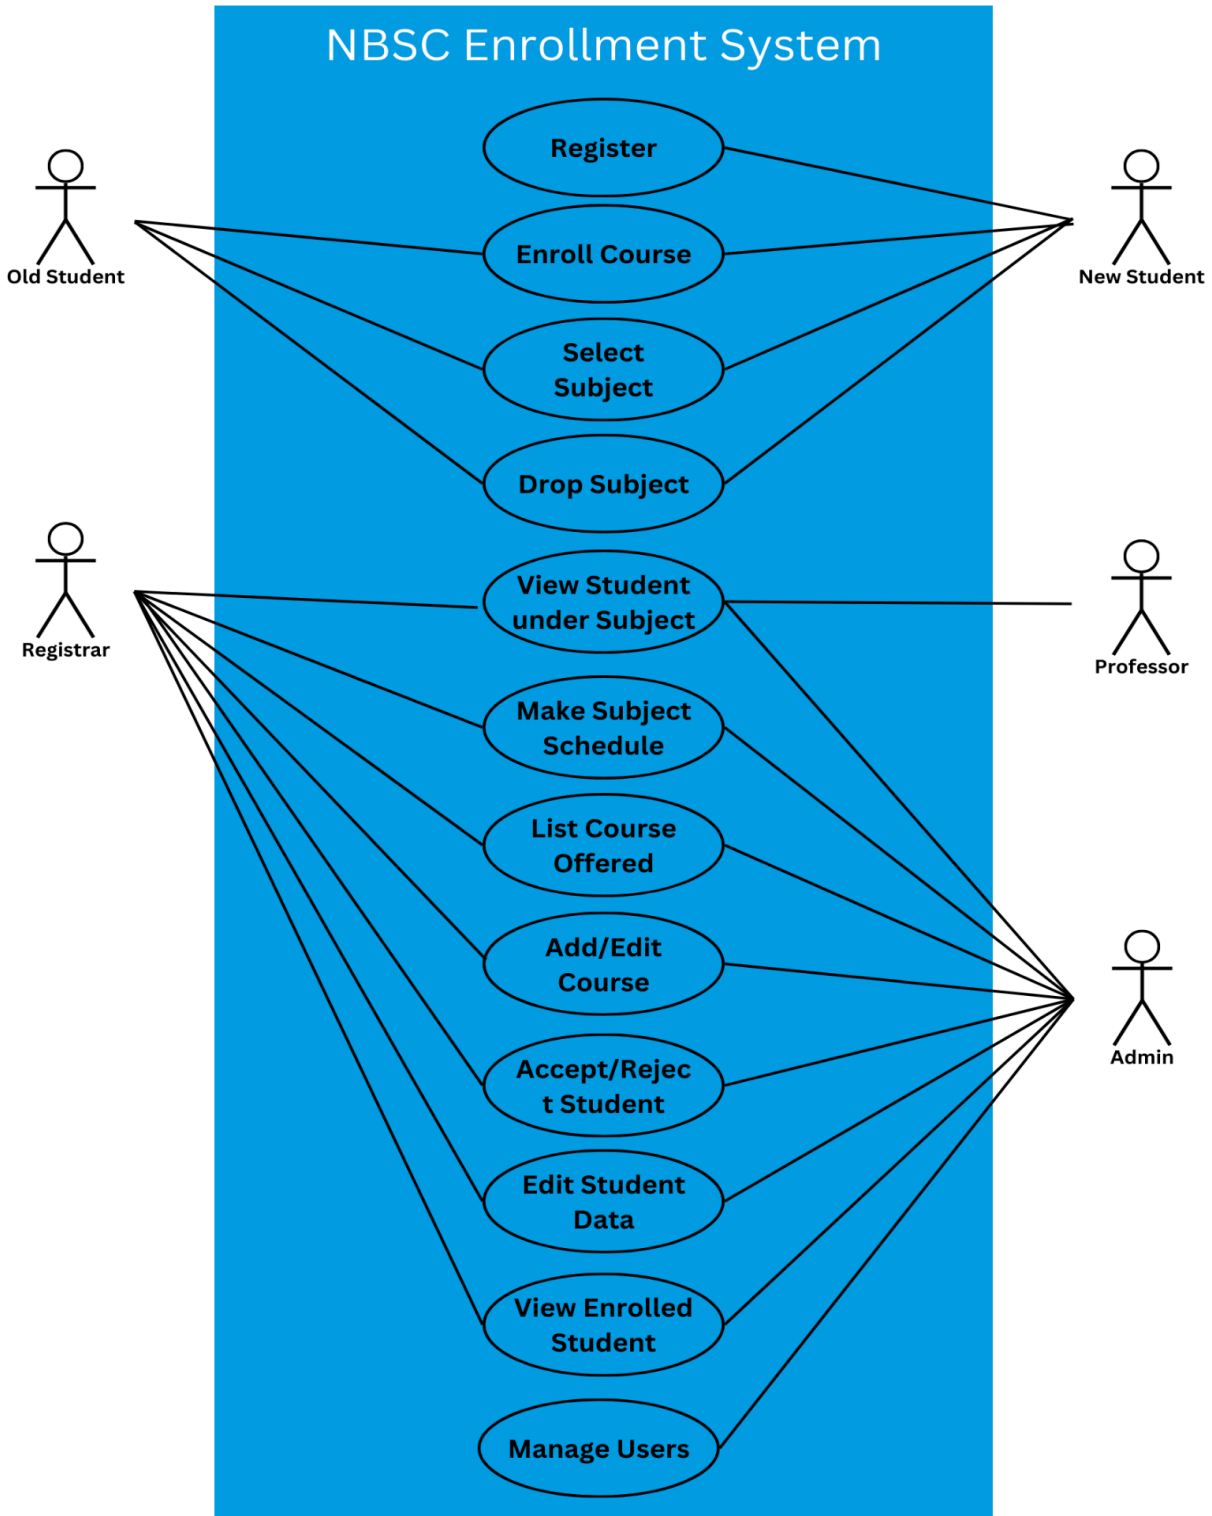 NBSC Enrollment System
Register
Old Student
Enroll Course
New Student
Select
Subject
Drop Subject
Registrar
View Student
under Subject
Professor
Make Subject
Schedule
List Course
Offered
Add/Edit
Course
Admin
Accept/Rejec
t Student
Edit Student
Data
View Enrolled
Student
Manage Users